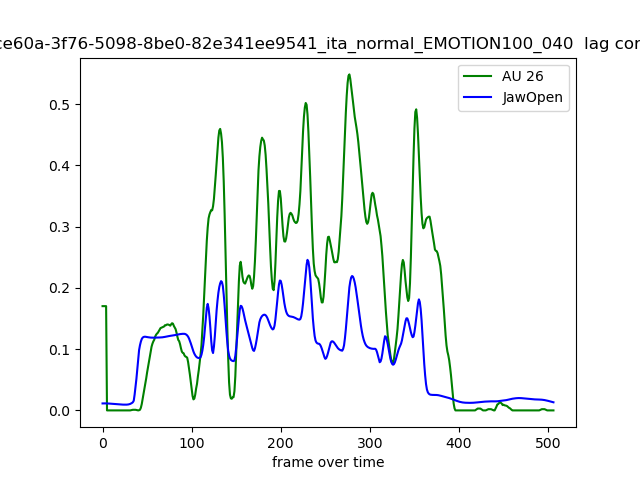 ce60a-3f76-5098-8be0-82e341ee9541_ita_normal_EMOTION100_040 lag cor
AU 26
JawOpen
0.5
0.4
0.3
0.2
0.1
0.0
0 100 200 300 400 500
frame over time